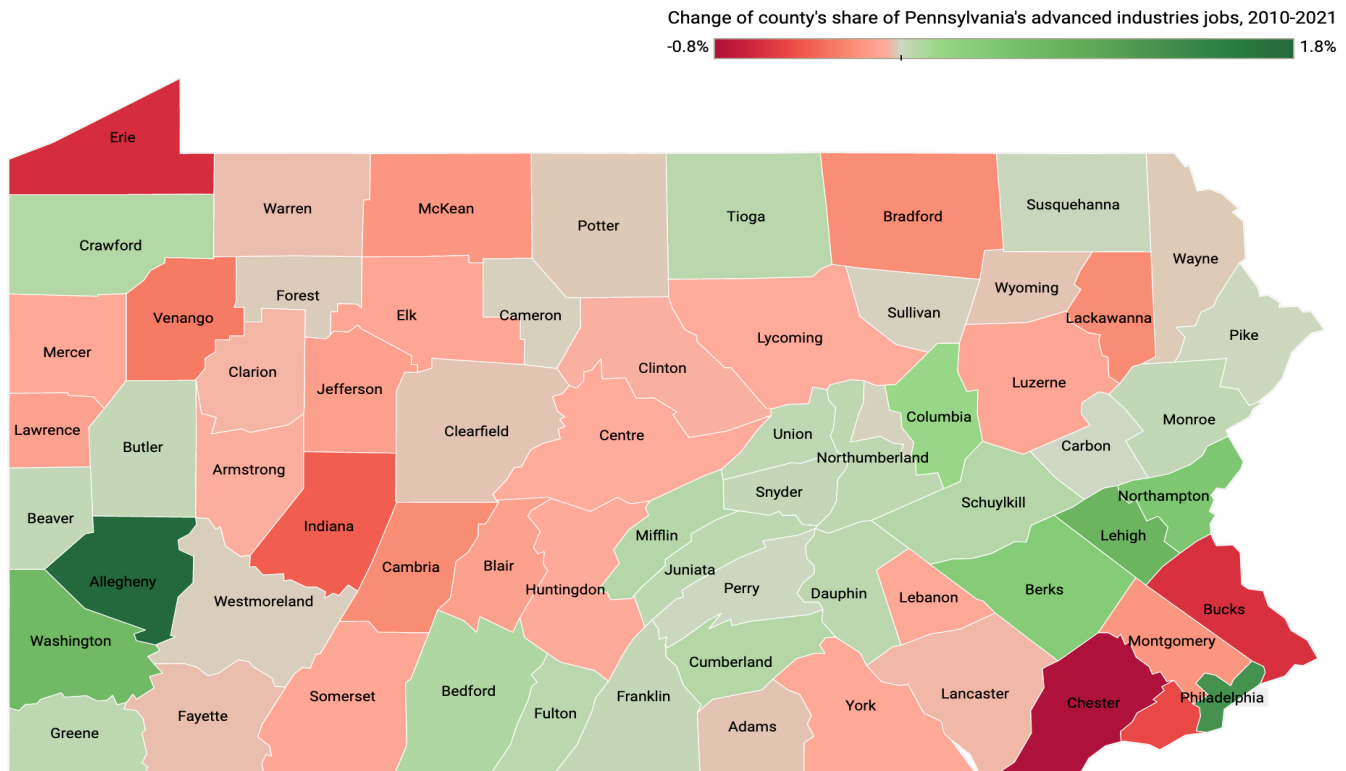 Change of county's share of Pennsylvania's advanced industries jobs, 2010-2021
-0.8% 1.8%
Erie
Warren
McKean
Potter
Tioga
Bradford
Susquehanna
Crawford
Wayne
Forest
Venango
Elk
Cameron
Sullivan
Wyoming
Lackawanna
Mercer
Pike
Lycoming
Clarion
Clinton
Jefferson
Luzerne
Lawrence
Columbia
Monroe
Butler
Clearfield
Centre
Union
Carbon
Northumberland
Armstrong
Snyder
Northampton
Beaver
Schuylkill
Indiana
Mifflin
Lehigh
Allegheny
Cambria
Blair
Juniata
Huntingdon
Perry
Dauphin
Berks
Westmoreland
Lebanon
Bucks
Washington
Montgomery
Cumberland
Bedford
Somerset
Franklin
Lancaster
Philadelphia
Chester
York
Fayette
Fulton
Adams
Greene